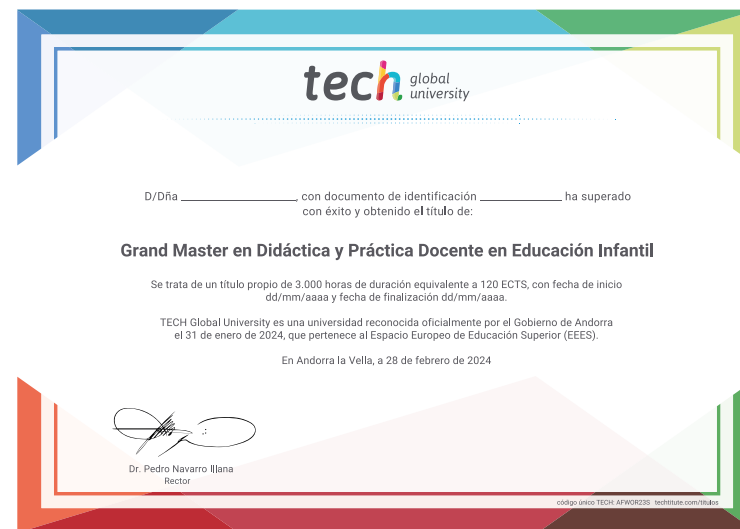 tech global university
D/Dña ____________, con documento de identificación ____________ ha superado
con éxito y obtenido el título de:
Grand Master en Didáctica y Práctica Docente en Educación Infantil
Se trata de un título propio de 3.000 horas de duración equivalente a 120 ECTS, con fecha de inicio
dd/mm/aaaa y fecha de finalización dd/mm/aaaa.
TECH Global University es una universidad reconocida oficialmente por el Gobierno de Andorra
el 31 de enero de 2024, que pertenece al Espacio Europeo de Educación Superior (EEES).
En Andorra la Vella, a 28 de febrero de 2024
Dr. Pedro Navarro Illana
Rector
código único TECH: AFWOR23S techtitute.com/titulos